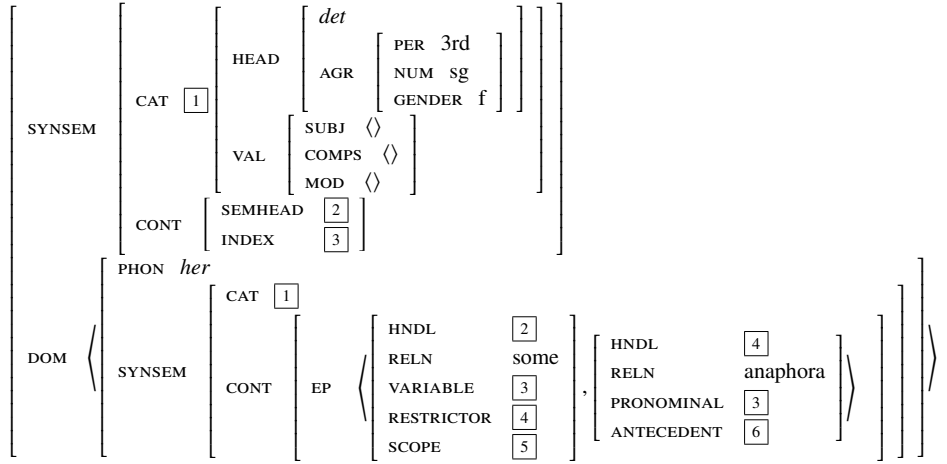 det
PER 3rd
HEAD
AGR NUM sg
GENDER f
CAT 1
SUBJ ⟨⟩
SYNSEM
VAL COMPS ⟨⟩
MOD ⟨⟩
SEMHEAD 2
CONT
INDEX 3
PHON her
CAT 1
HNDL 2
HNDL 4
RELN some
RELN anaphora
DOM ⟨ SYNSEM CONT EP ⟨ VARIABLE 3 , ⟩ ⟩
PRONOMINAL 3
RESTRICTOR 4
ANTECEDENT 6
SCOPE 5